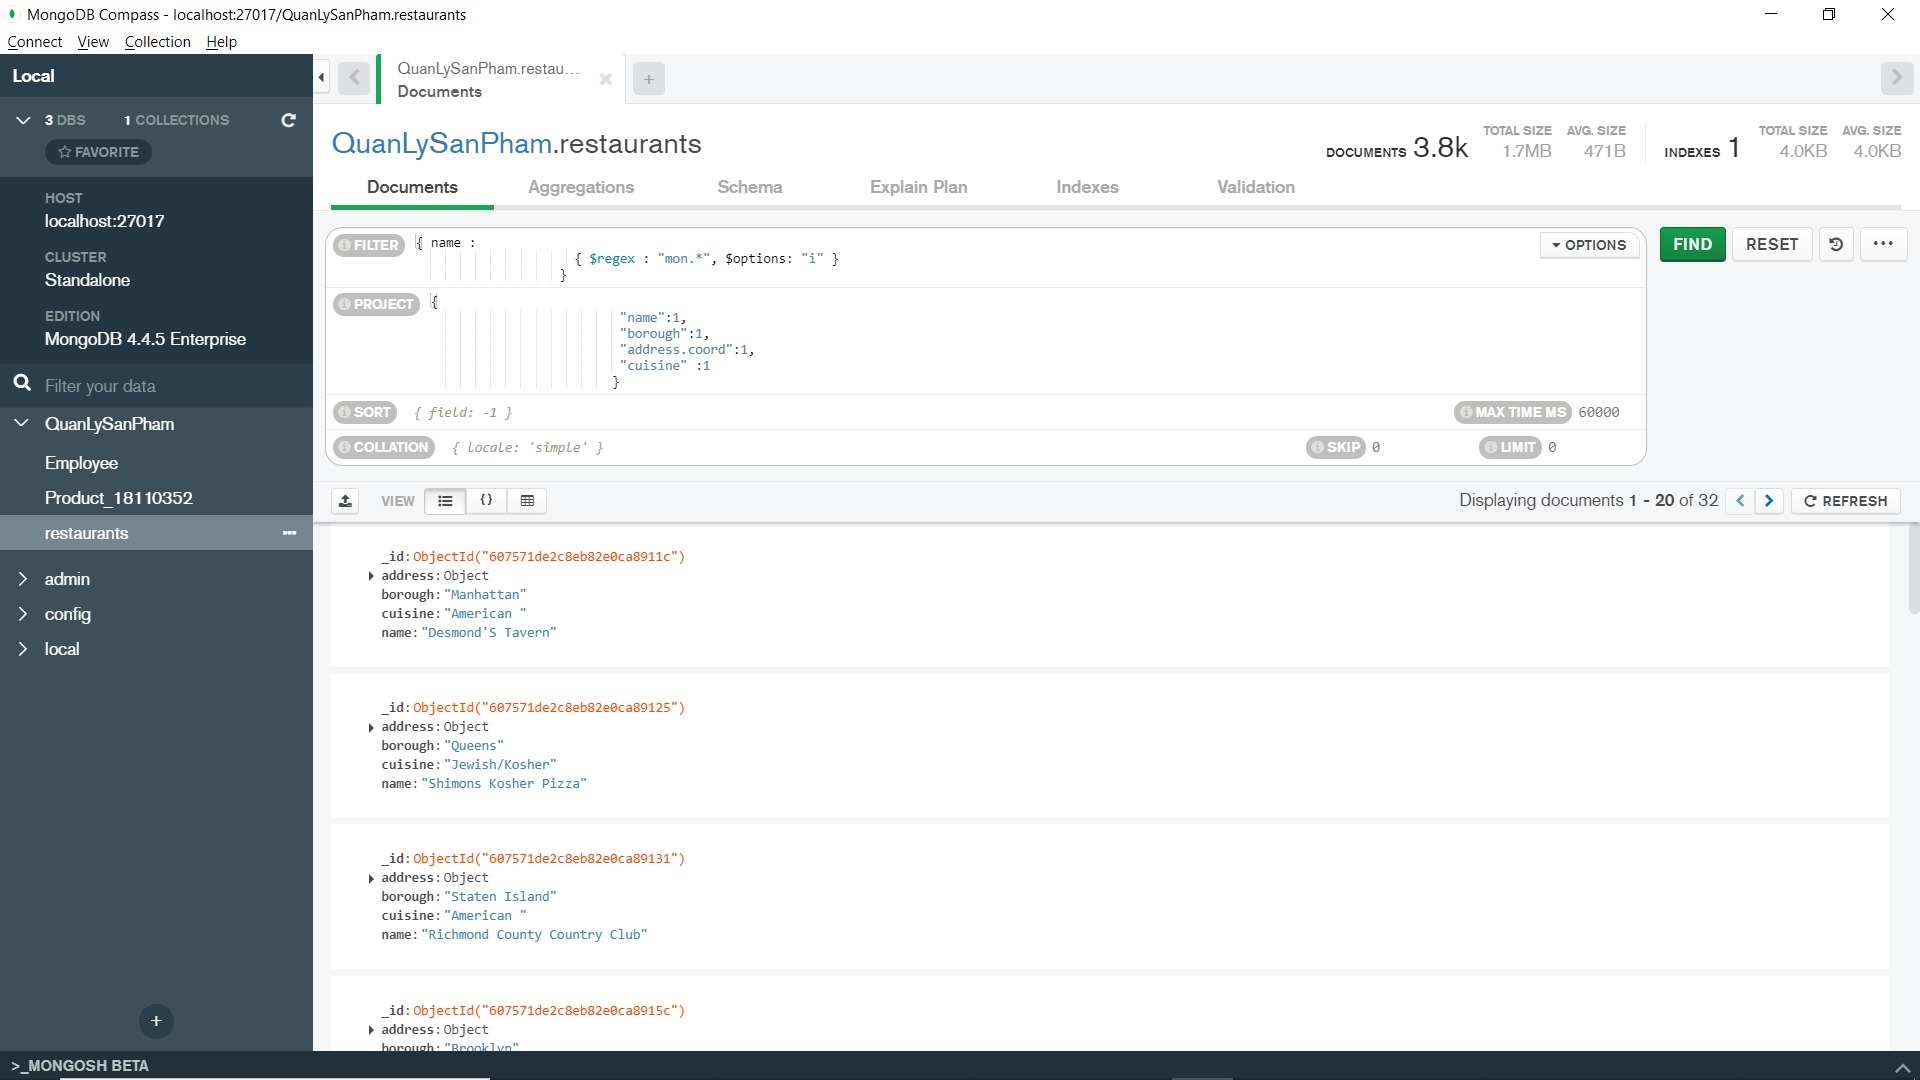 MongoDB Compass - localhost:27017/QuanLySanPham.restaurants
Connect View Collection Help
Local
3 DBS 1 COLLECTIONS
FAVORITE
HOST
localhost:27017
CLUSTER
Standalone
EDITION
MongoDB 4.4.5 Enterprise
Filter your data
QuanLySanPham
Employee
Product_18110352
restaurants
admin
config
local
>_MONGOSH BETA
QuanLySanPham.restau...
Documents
QuanLySanPham.restaurants
DOCUMENTS 3.8k TOTAL SIZE 1.7MB AVG. SIZE 471B INDEXES 1 TOTAL SIZE 4.0KB AVG. SIZE 4.0KB
Documents Aggregations Schema Explain Plan Indexes Validation
FILTER { name :
{ $regex : "mon.*", $options: "i" }
}
OPTIONS FIND RESET
PROJECT {
"name":1,
"borough":1,
"address.coord":1,
"cuisine" :1
}
SORT { field: -1 } MAX TIME MS 60000
COLLATION { locale: 'simple' } SKIP 0 LIMIT 0
VIEW {} Displaying documents 1 - 20 of 32 REFRESH
_id:ObjectId("607571de2c8eb82e0ca8911c")
address:Object
borough:"Manhattan"
cuisine:"American "
name:"Desmond'S Tavern"
_id:ObjectId("607571de2c8eb82e0ca89125")
address:Object
borough:"Queens"
cuisine:"Jewish/Kosher"
name:"Shimons Kosher Pizza"
_id:ObjectId("607571de2c8eb82e0ca89131")
address:Object
borough:"Staten Island"
cuisine:"American "
name:"Richmond County Country Club"
_id:ObjectId("607571de2c8eb82e0ca8915c")
address:Object
borough:"Brooklyn"